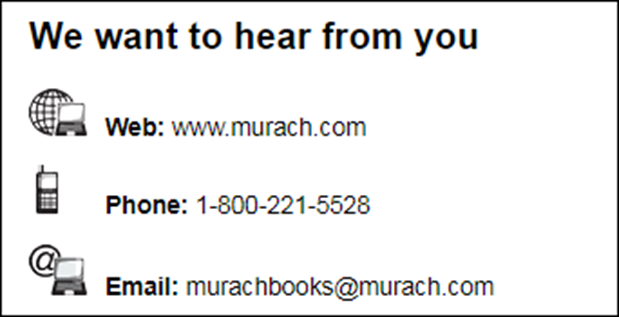 We want to hear from you
Web: www.murach.com
Phone: 1-800-221-5528
@
Email: murachbooks@murach.com